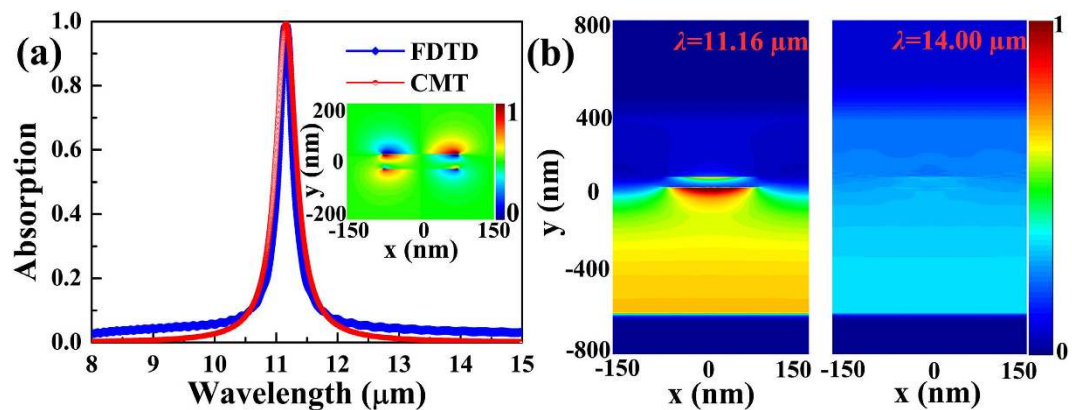 (a)
1.0
0.8
0.6
0.4
0.2
0.0
Absorption
8 9 10 11 12 13 14 15
Wavelength (μm)
FDTD
CMT
200
0
-200
y (nm)
-150 0 150
x (nm)
1
0
(b)
800
400
0
-400
-800
y (nm)
λ=11.16 μm
-150 0 150
x (nm)
λ=14.00 μm
-150 0 150
x (nm)
1
0